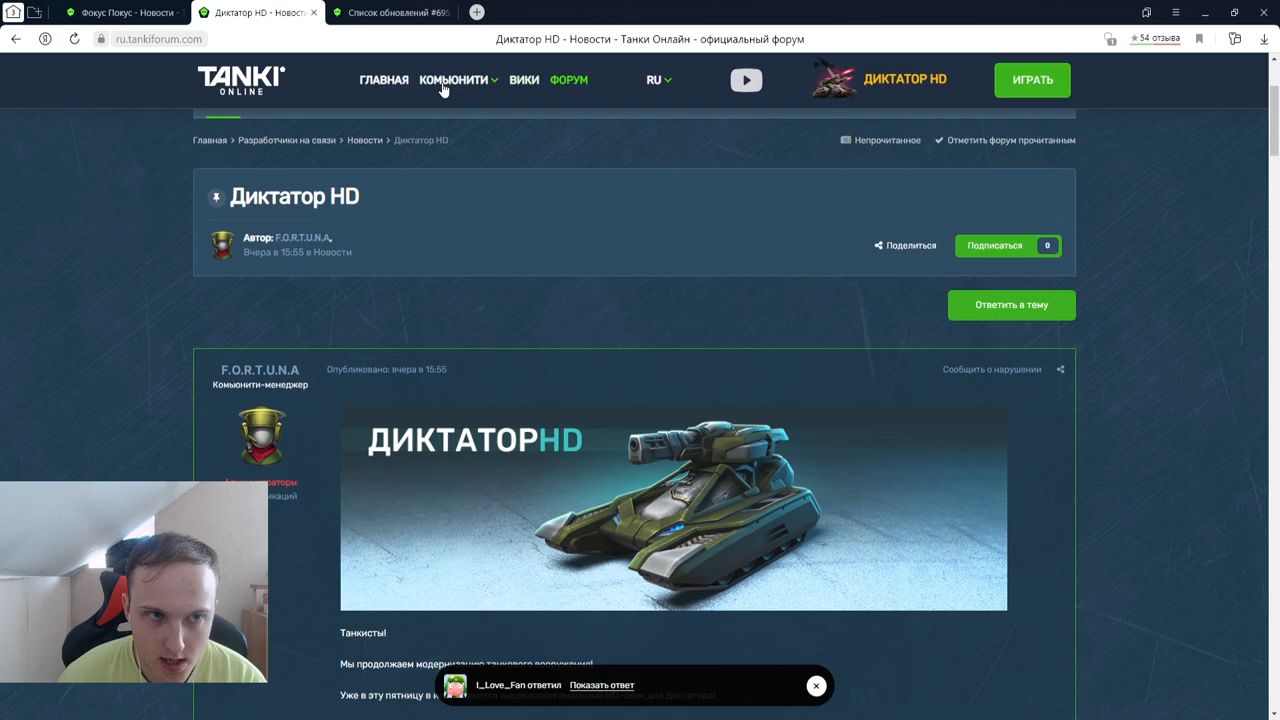 3
Фокус Покус - Новости -
Диктатор HD - Новости
Список обновлений #695
ru.tankiforum.com
Диктатор HD - Новости - Танки Онлайн - официальный форум
★ 54 отзыва
TANKI
ONLINE
ГЛАВНАЯ
КОМЬЮНИТИ
ВИКИ
ФОРУМ
RU
ДИКТАТОР HD
ИГРАТЬ
Главная > Разработчики на связи > Новости > Диктатор HD
Непрочитанное
Отметить форум прочитанным
Диктатор HD
Автор: F.O.R.T.U.N.A,
Вчера в 15:55 в Новости
Поделиться
Подписаться 0
Ответить в тему
F.O.R.T.U.N.A
Комьюнити-менеджер
Опубликовано: вчера в 15:55
Сообщить о нарушении
ДИКТАТОРHD
Танкисты!
Мы продолжаем модернизацию танкового вооружения!
Уже в эту пятницу в
для Диктатора!
I_Love_Fan ответил Показать ответ